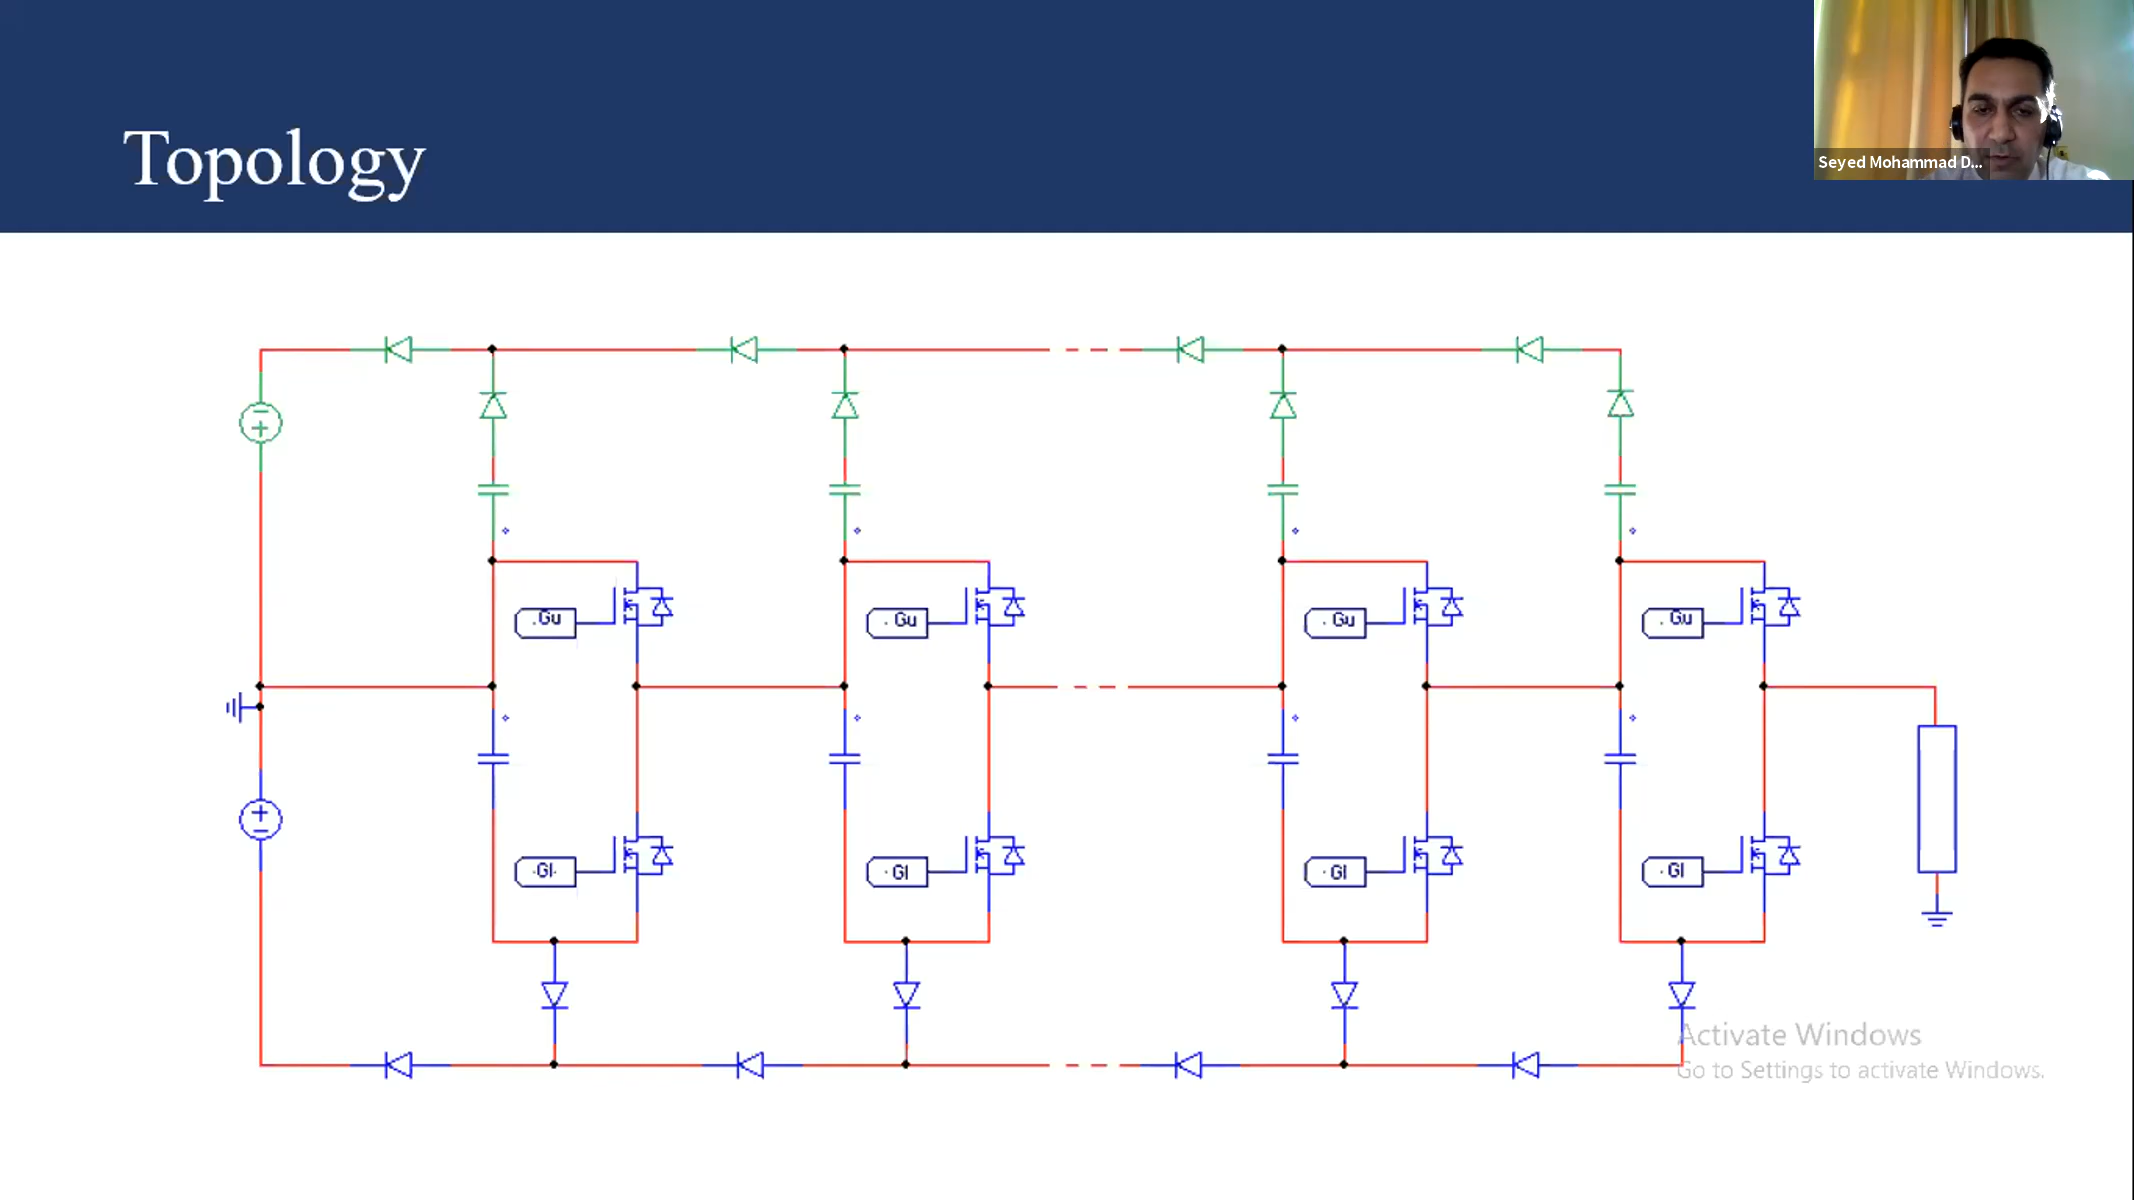 Topology
Seyed Mohammad D...
Gu
Gu
Gu
Gu
Gl
Gl
Gl
Gl
Activate Windows
Go to Settings to activate Windows.